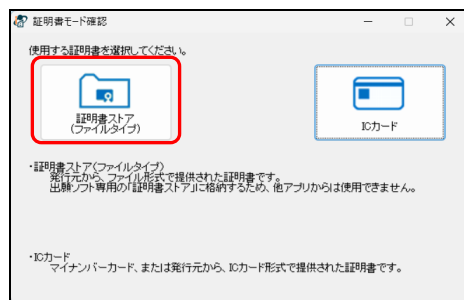 証明書モード確認
使用する証明書を選択してください。
証明書ストア
(ファイルタイプ)
ICカード
・証明書ストア(ファイルタイプ)
発行元から、ファイル形式で提供された証明書です。
出願ソフト専用の「証明書ストア」に格納するため、他アプリからは使用できません。
・ICカード
マイナンバーカード、または発行元から、ICカード形式で提供された証明書です。